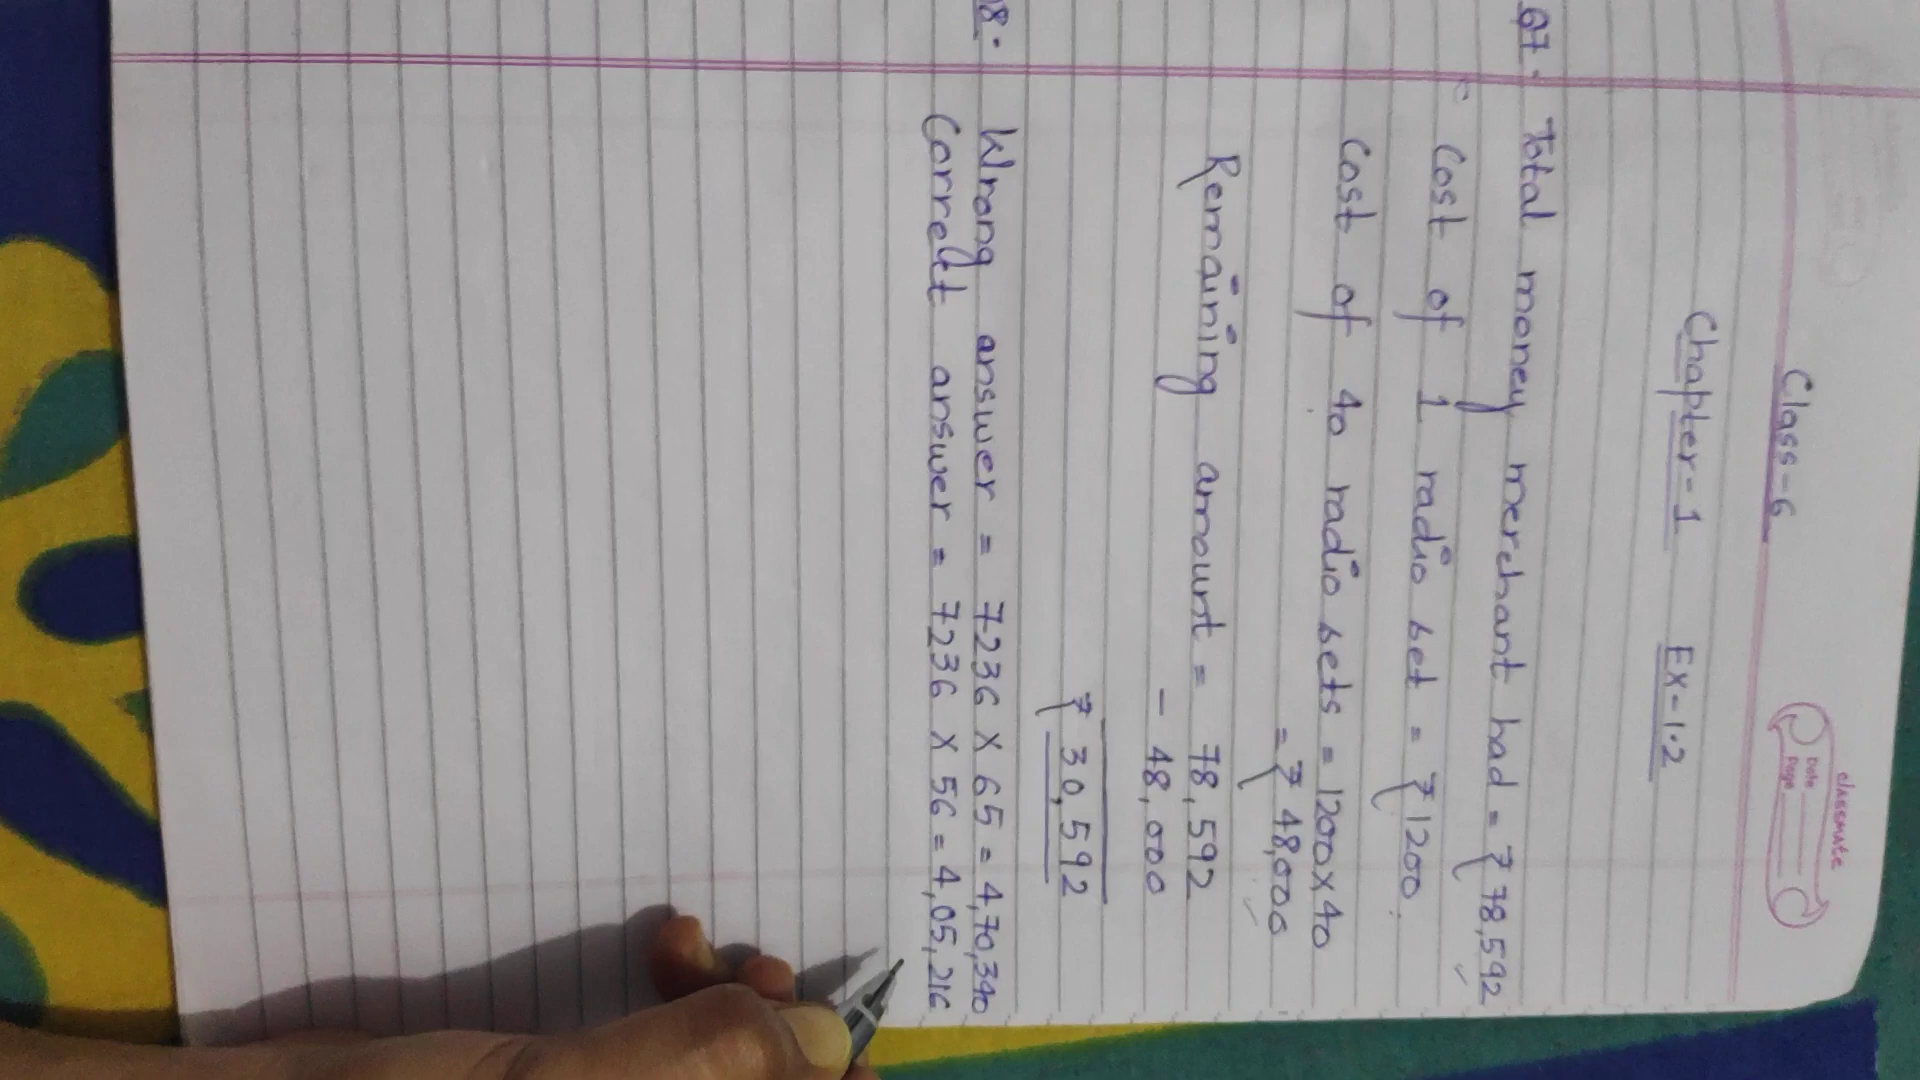 classmate
Date
Page
Class-6
Chapter-1 Ex-1.2
Q7. Total money merchant had = ₹ 78,592
Cost of 1 radio set = ₹ 1200.
Cost of 40 radio sets = 1200 x 40
= ₹ 48,000
Remaining amount = 78,592
- 48,000
₹ 30,592
Q8. Wrong answer = 7236 x 65 = 4,70,340
Correct answer = 7236 x 56 = 4,05,216